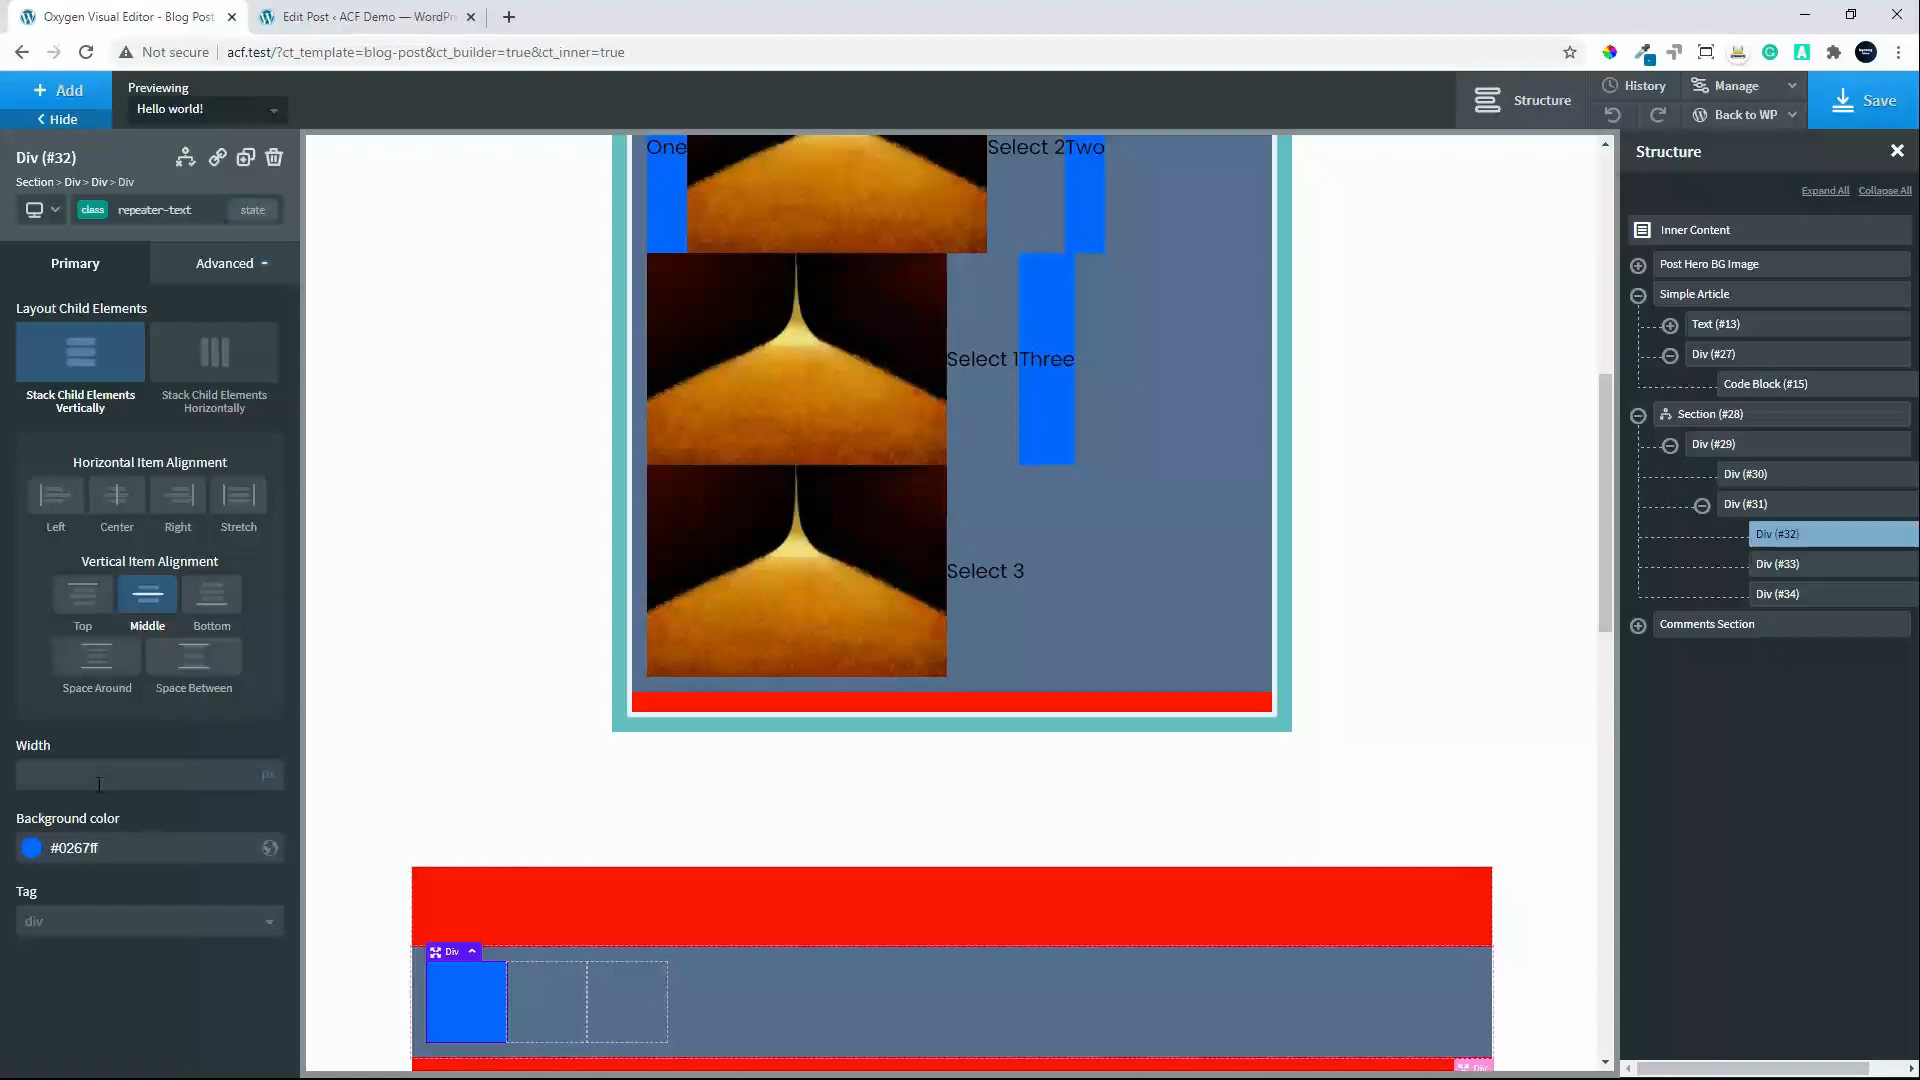 Oxygen Visual Editor - Blog Post
Edit Post ‹ ACF Demo — WordPr
Not secure
acf.test/?ct_template=blog-post&ct_builder=true&ct_inner=true
+ Add
Hide
Previewing
Hello world!
Structure
History
Manage
Back to WP
Save
Div (#32)
Section > Div > Div > Div
class
repeater-text
state
Primary
Advanced
Layout Child Elements
Stack Child Elements Vertically
Stack Child Elements Horizontally
Horizontal Item Alignment
Left
Center
Right
Stretch
Vertical Item Alignment
Top
Middle
Bottom
Space Around
Space Between
Width
px
Background color
#0267ff
Tag
div
One
Select 2Two
Select 1Three
Select 3
Div
Div
Structure
Expand All
Collapse All
Inner Content
Post Hero BG Image
Simple Article
Text (#13)
Div (#27)
Code Block (#15)
Section (#28)
Div (#29)
Div (#30)
Div (#31)
Div (#32)
Div (#33)
Div (#34)
Comments Section